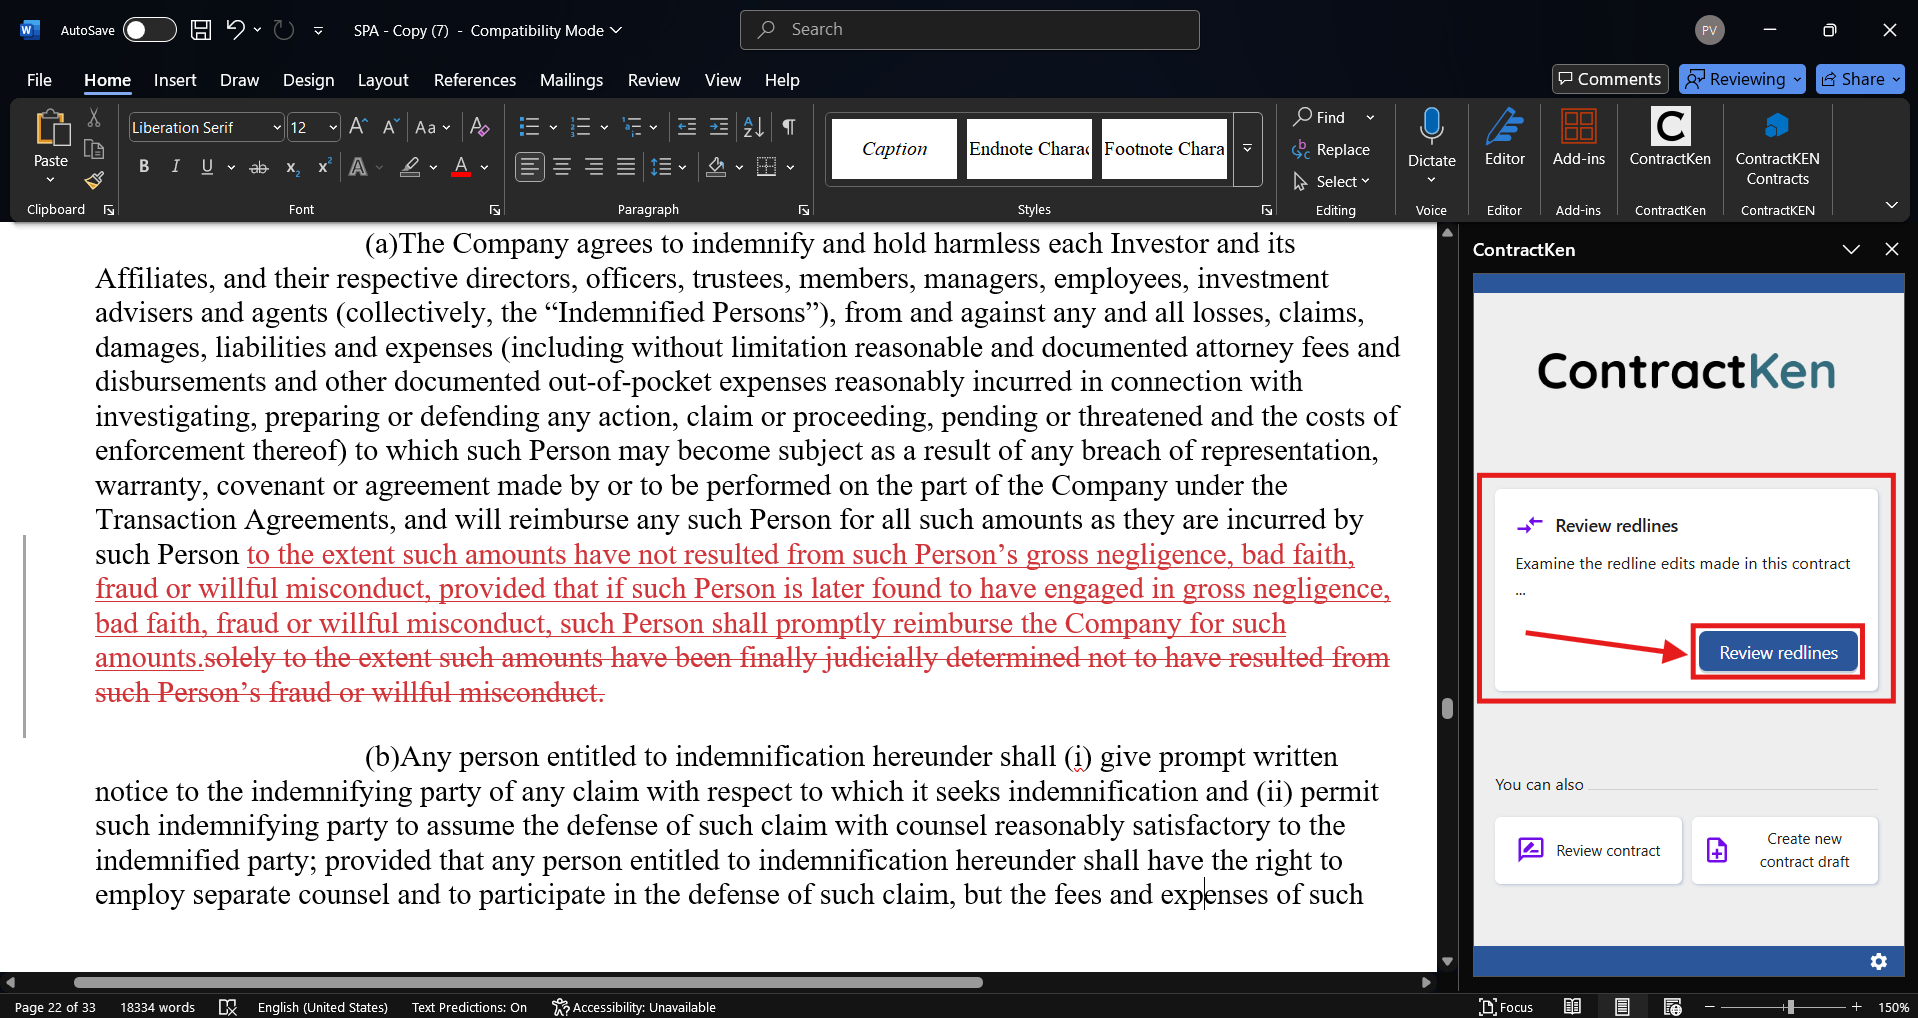 AutoSave
SPA - Copy (7) - Compatibility Mode
Search
PV
File Home Insert Draw Design Layout References Mailings Review View Help
Comments Reviewing Share
Paste
Clipboard
Liberation Serif 12
Aa
B I U ab x2 x2 A A
Font
Paragraph
Caption Endnote Charac Footnote Chara
Styles
Find
Replace
Select
Editing
Dictate
Voice
Editor
Editor
Add-ins
Add-ins
ContractKen
ContractKen
ContractKEN
Contracts
ContractKEN
(a)The Company agrees to indemnify and hold harmless each Investor and its
Affiliates, and their respective directors, officers, trustees, members, managers, employees, investment
advisers and agents (collectively, the “Indemnified Persons”), from and against any and all losses, claims,
damages, liabilities and expenses (including without limitation reasonable and documented attorney fees and
disbursements and other documented out-of-pocket expenses reasonably incurred in connection with
investigating, preparing or defending any action, claim or proceeding, pending or threatened and the costs of
enforcement thereof) to which such Person may become subject as a result of any breach of representation,
warranty, covenant or agreement made by or to be performed on the part of the Company under the
Transaction Agreements, and will reimburse any such Person for all such amounts as they are incurred by
such Person to the extent such amounts have not resulted from such Person’s gross negligence, bad faith,
fraud or willful misconduct, provided that if such Person is later found to have engaged in gross negligence,
bad faith, fraud or willful misconduct, such Person shall promptly reimburse the Company for such
amounts.solely to the extent such amounts have been finally judicially determined not to have resulted from
such Person’s fraud or willful misconduct.
(b)Any person entitled to indemnification hereunder shall (i) give prompt written
notice to the indemnifying party of any claim with respect to which it seeks indemnification and (ii) permit
such indemnifying party to assume the defense of such claim with counsel reasonably satisfactory to the
indemnified party; provided that any person entitled to indemnification hereunder shall have the right to
employ separate counsel and to participate in the defense of such claim, but the fees and expenses of such
ContractKen
ContractKen
Review redlines
Examine the redline edits made in this contract
...
Review redlines
You can also
Review contract
Create new
contract draft
Page 22 of 33 18334 words English (United States) Text Predictions: On Accessibility: Unavailable Focus 150%